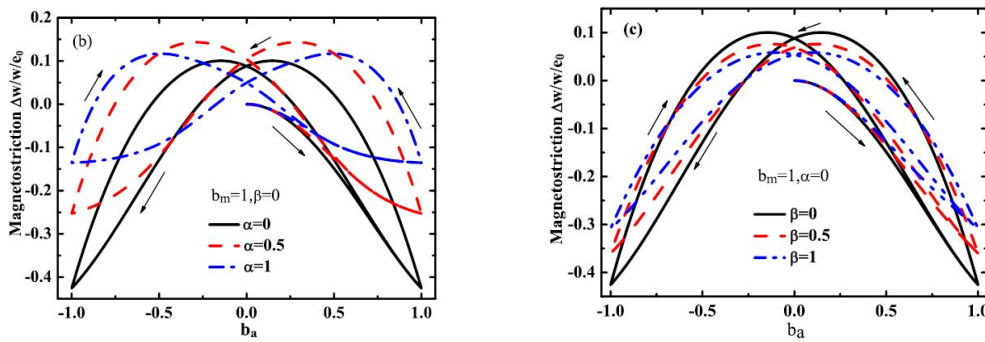 (b)
Magnetostriction Δw/w/e₀
0.2
0.1
0.0
-0.1
-0.2
-0.3
-0.4
bₘ=1,β=0
α=0
α=0.5
α=1
-1.0 -0.5 0.0 0.5 1.0
bₐ
(c)
Magnetostriction Δw/w/e₀
0.1
0.0
-0.1
-0.2
-0.3
-0.4
bₘ=1,α=0
β=0
β=0.5
β=1
-1.0 -0.5 0.0 0.5 1.0
bₐ